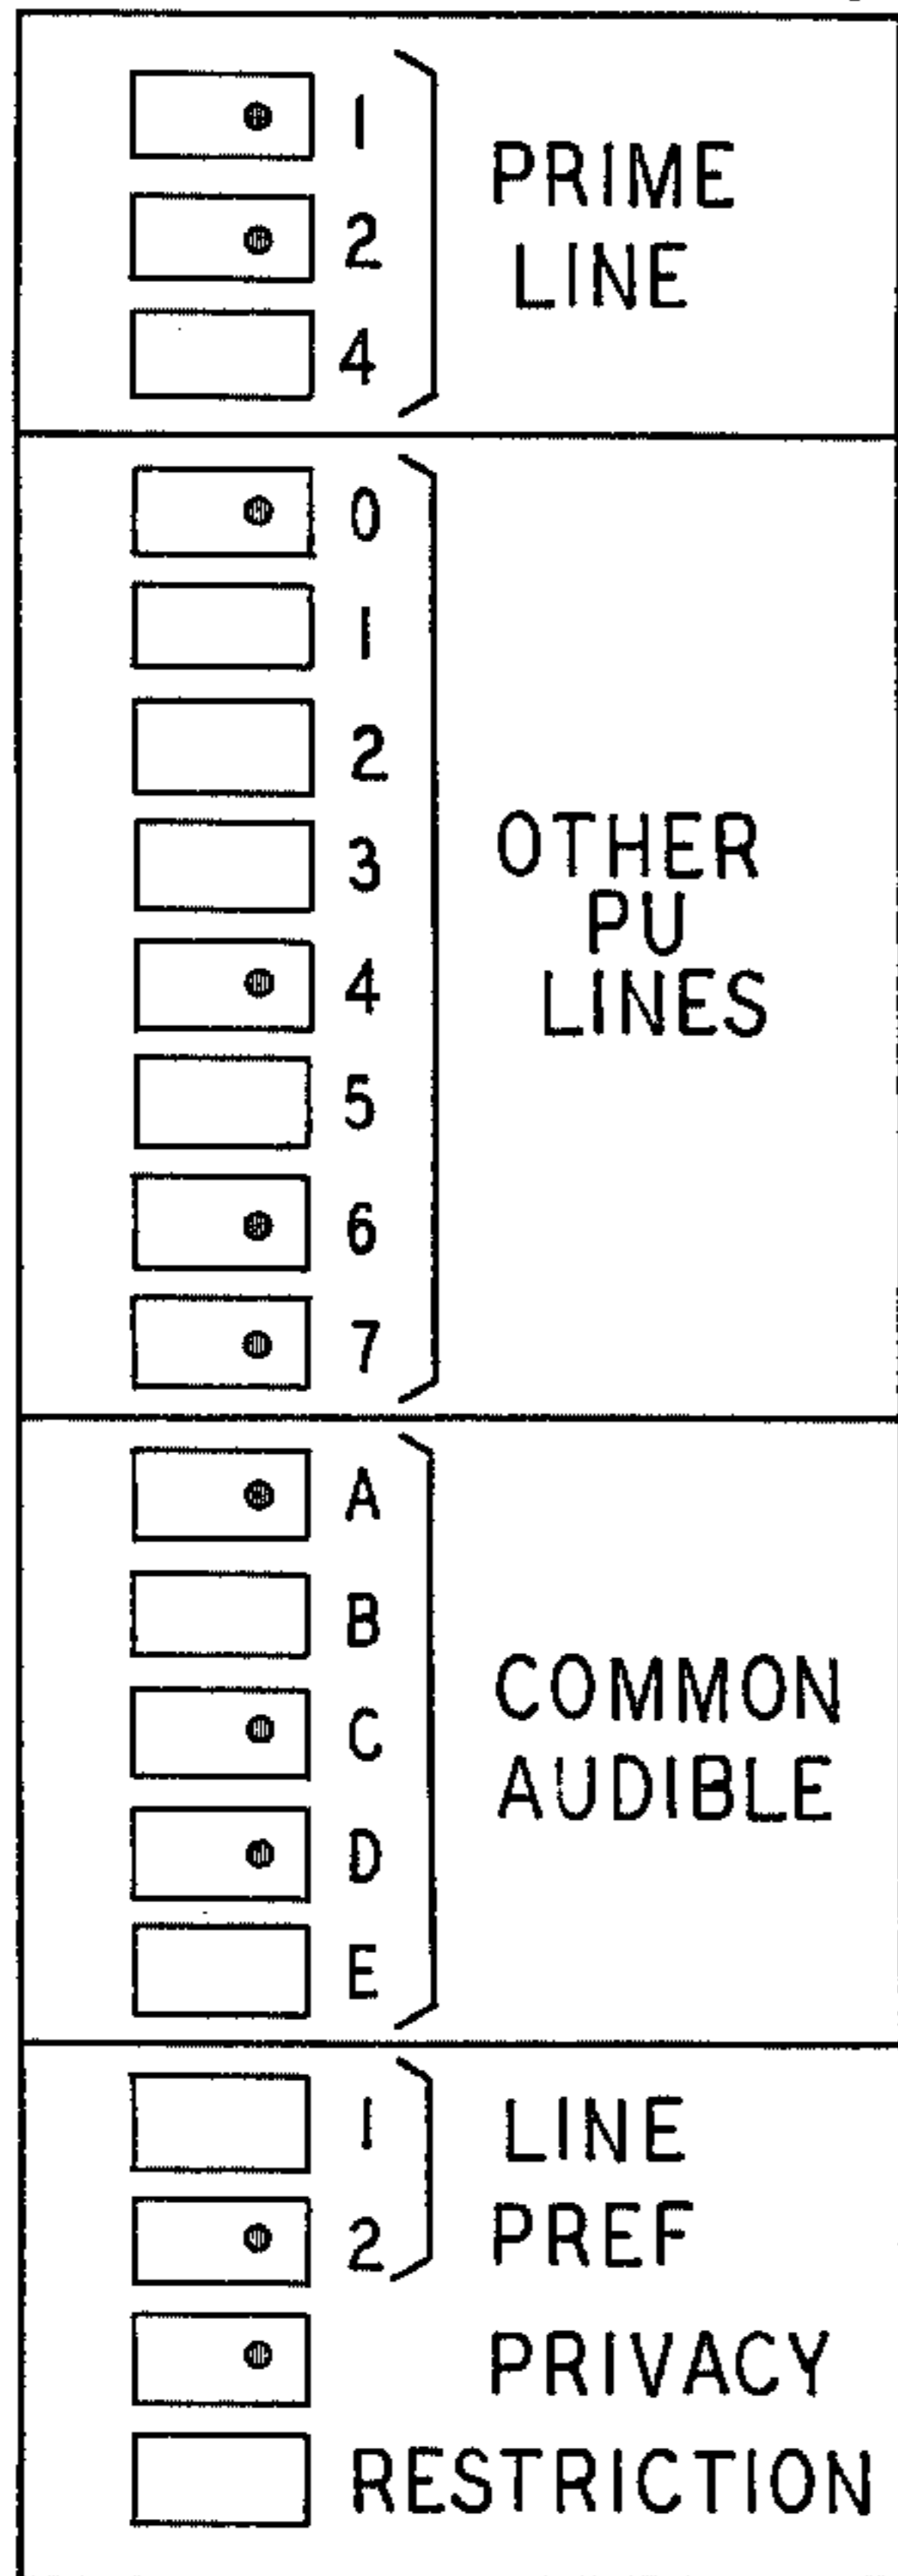 1
2
4
PRIME
LINE
0
1
2
3
4
5
6
7
OTHER
PU
LINES
A
B
C
D
E
COMMON
AUDIBLE
1
2
LINE
PREF
PRIVACY
RESTRICTION